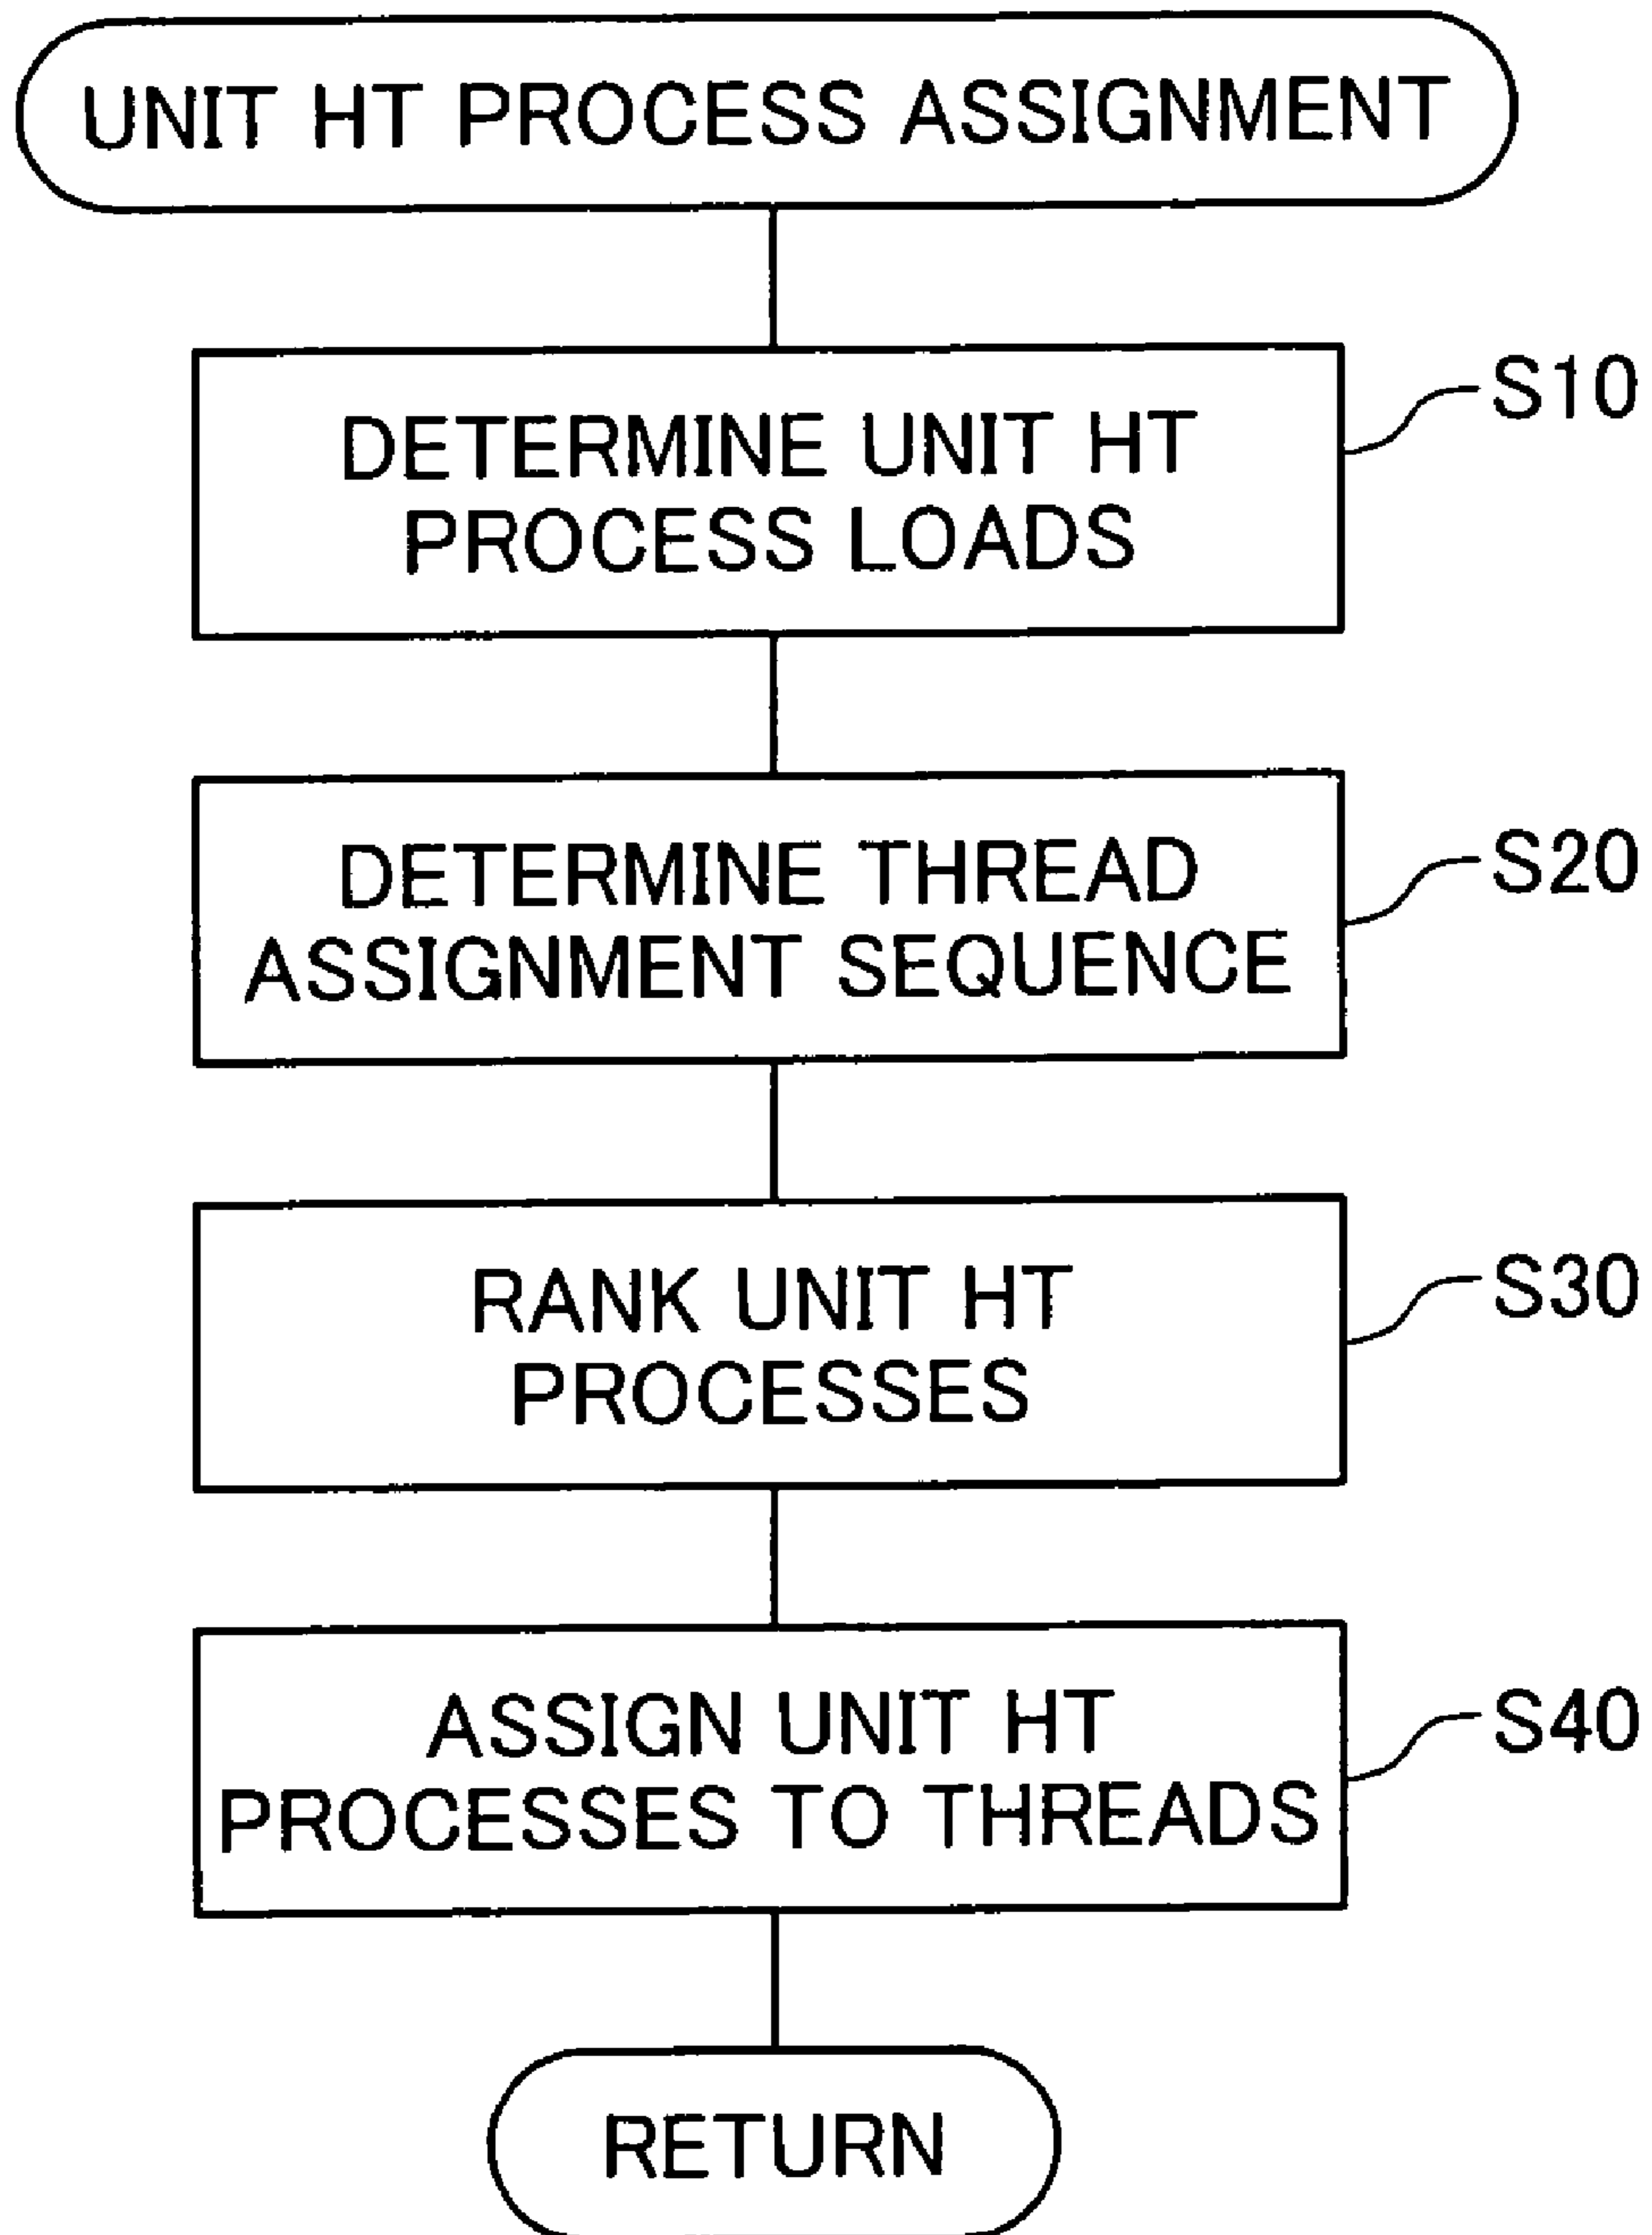 UNIT HT PROCESS ASSIGNMENT
DETERMINE UNIT HT
PROCESS LOADS
S10
DETERMINE THREAD
ASSIGNMENT SEQUENCE
S20
RANK UNIT HT
PROCESSES
S30
ASSIGN UNIT HT
PROCESSES TO THREADS
S40
RETURN